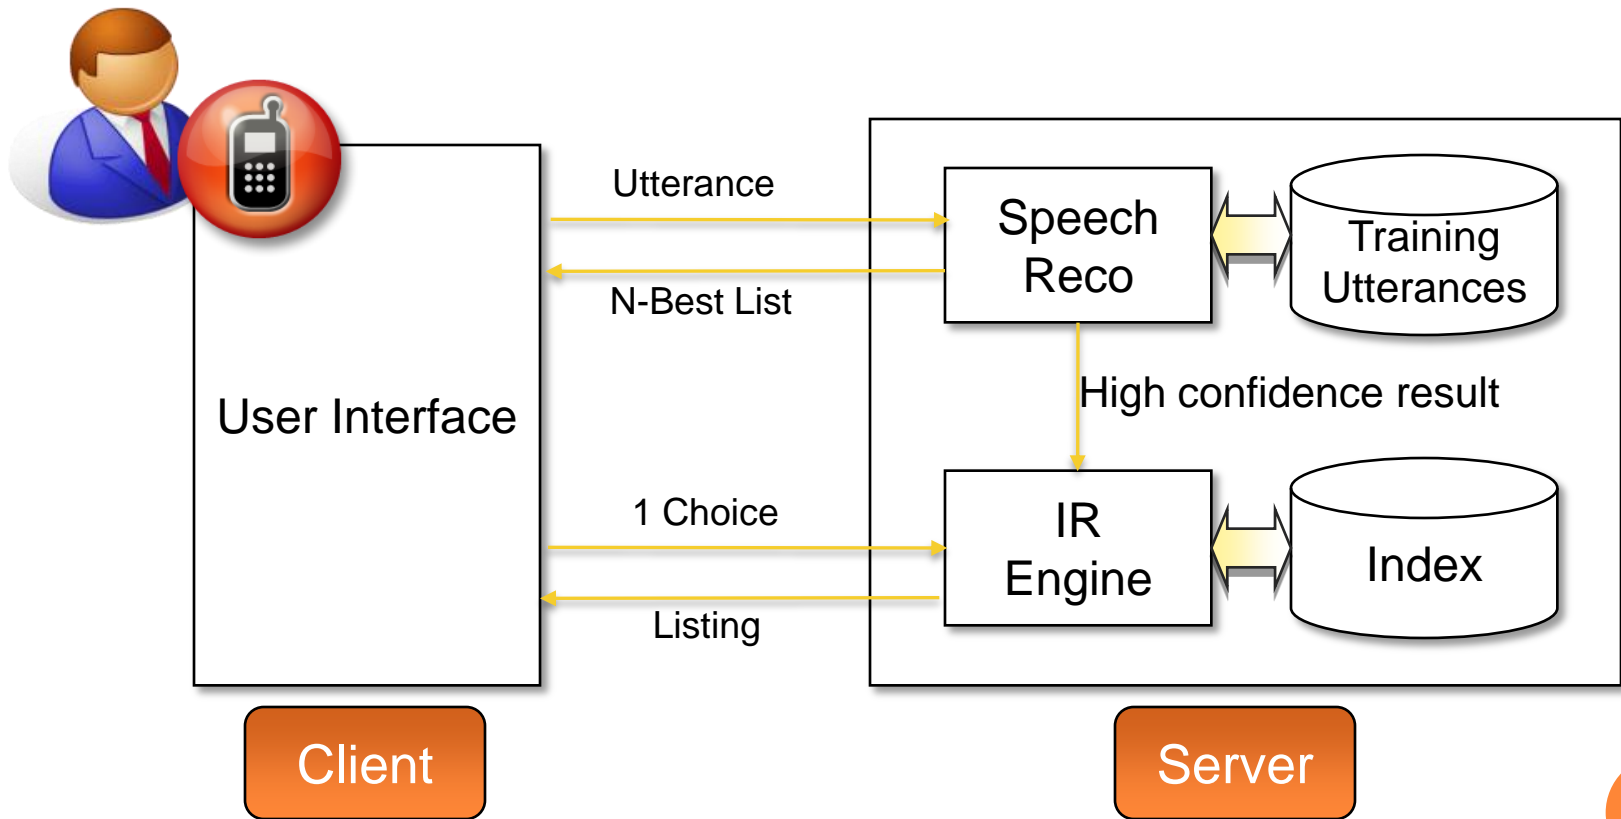 Utterance
N-Best List
User Interface
1 Choice
Listing
Speech
Reco
Training
Utterances
High confidence result
IR
Engine
Index
Client
Server